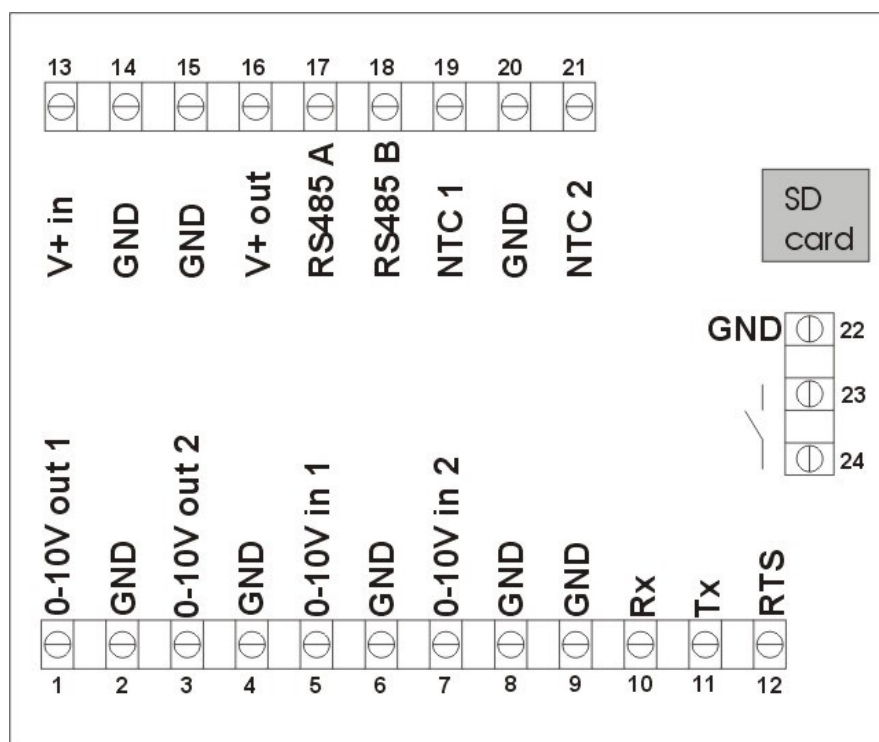 13 14 15 16 17 18 19 20 21
V+ in
GND
GND
V+ out
RS485 A
RS485 B
NTC 1
GND
NTC 2
SD
card
GND 22
23
24
0-10V out 1
GND
0-10V out 2
GND
0-10V in 1
GND
0-10V in 2
GND
GND
Rx
Tx
RTS
1 2 3 4 5 6 7 8 9 10 11 12